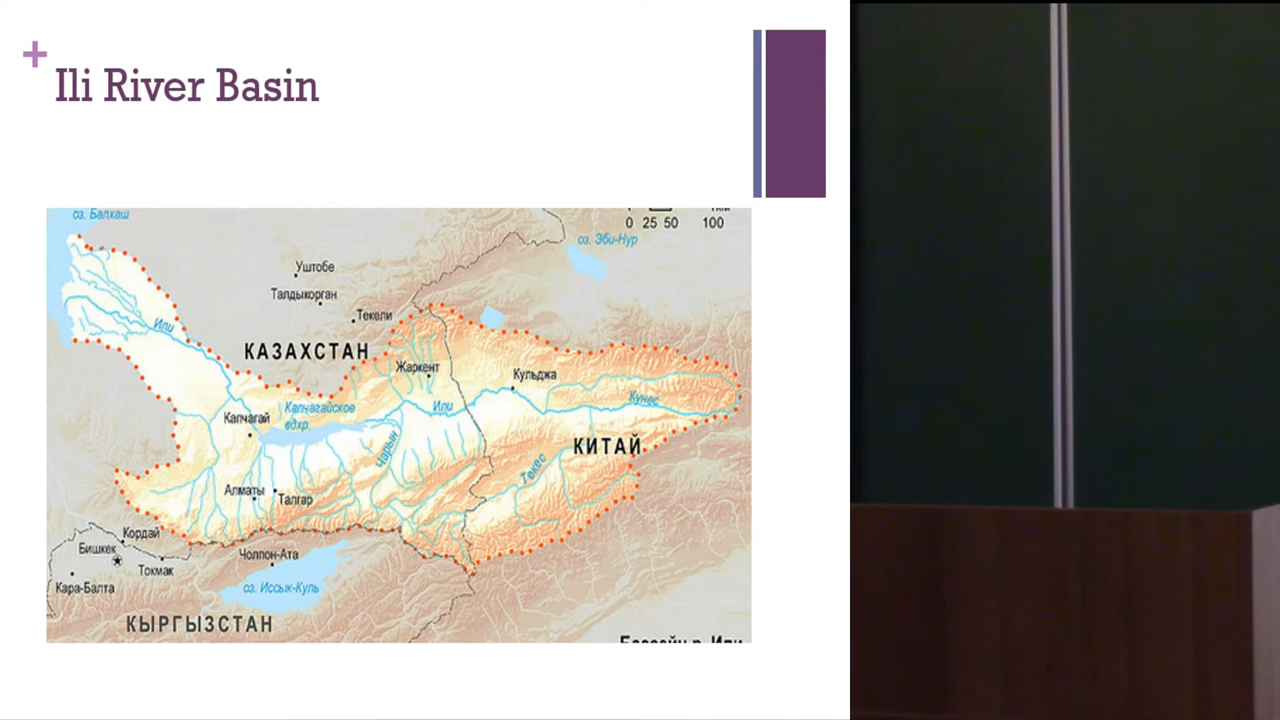 +
Ili River Basin
оз. Балхаш
0 25 50 100
оз. Эби-Нур
Уштобе
Талдыкорган
Текели
Или
КАЗАХСТАН
Жаркент
Кульджа
Кунес
Капчагай
Капчагайское
вдхр.
Или
Чарын
КИТАЙ
Текес
Алматы
Талгар
Кордай
Бишкек
Токмак
Чолпон-Ата
Кара-Балта
оз. Иссык-Куль
КЫРГЫЗСТАН